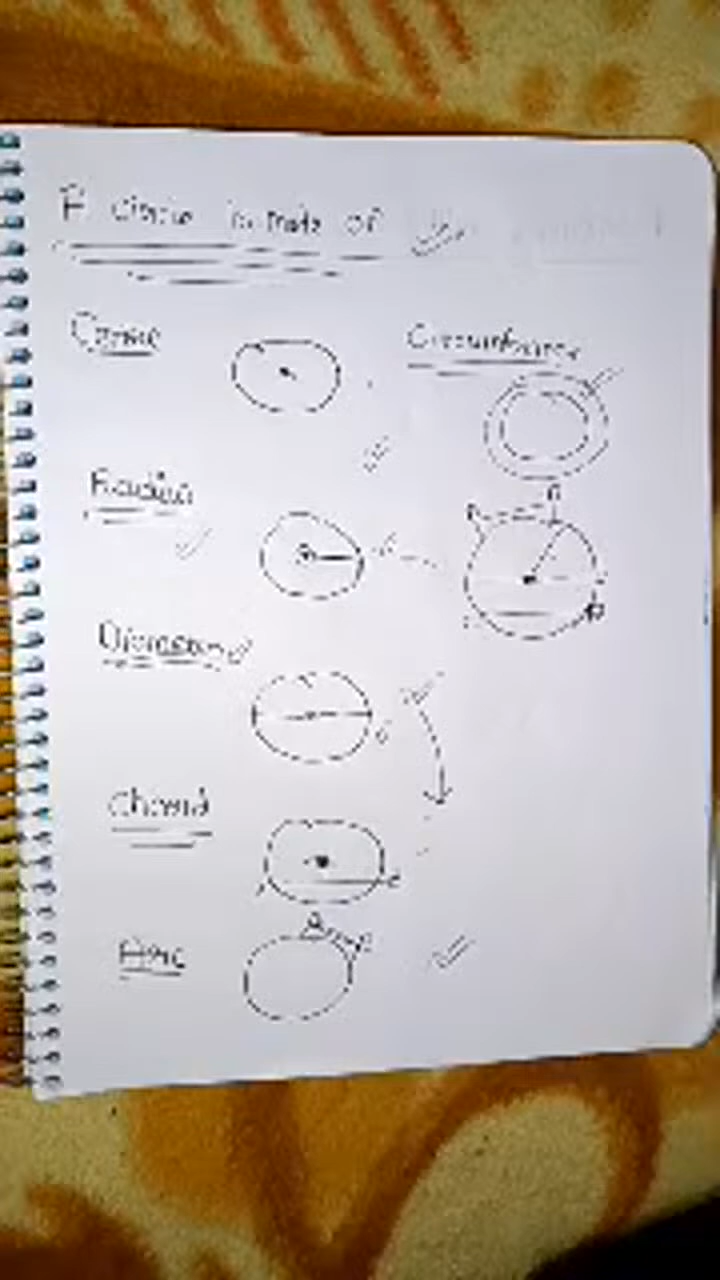 A circle is made of
Centre
Circumference
Radius
Diameter
Chord
Arc